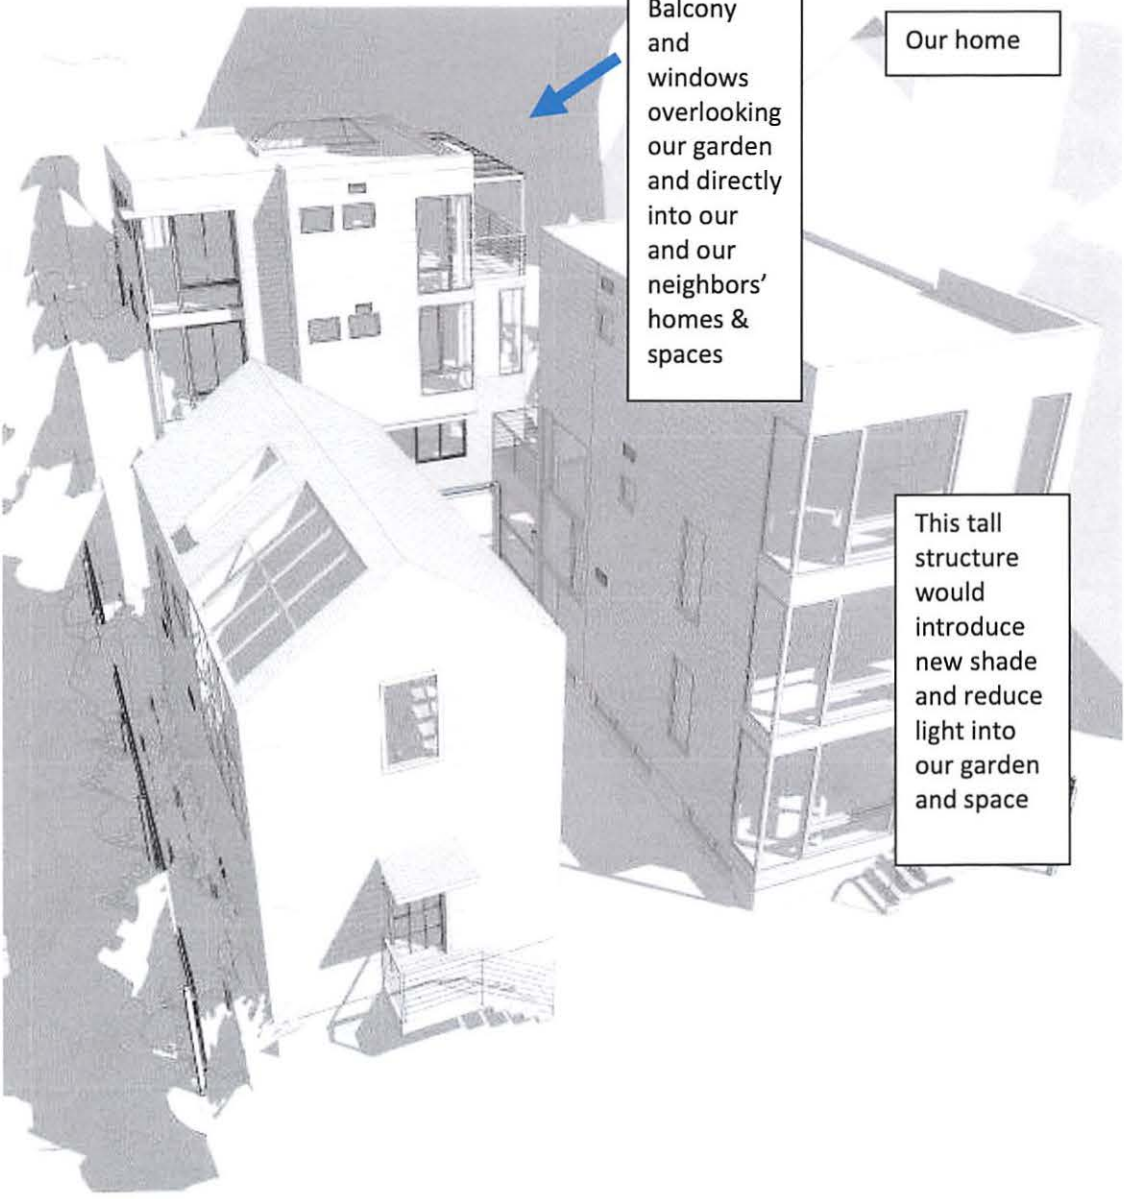 Balcony
and
windows
overlooking
our garden
and directly
into our
and our
neighbors'
homes &
spaces
Our home
This tall
structure
would
introduce
new shade
and reduce
light into
our garden
and space